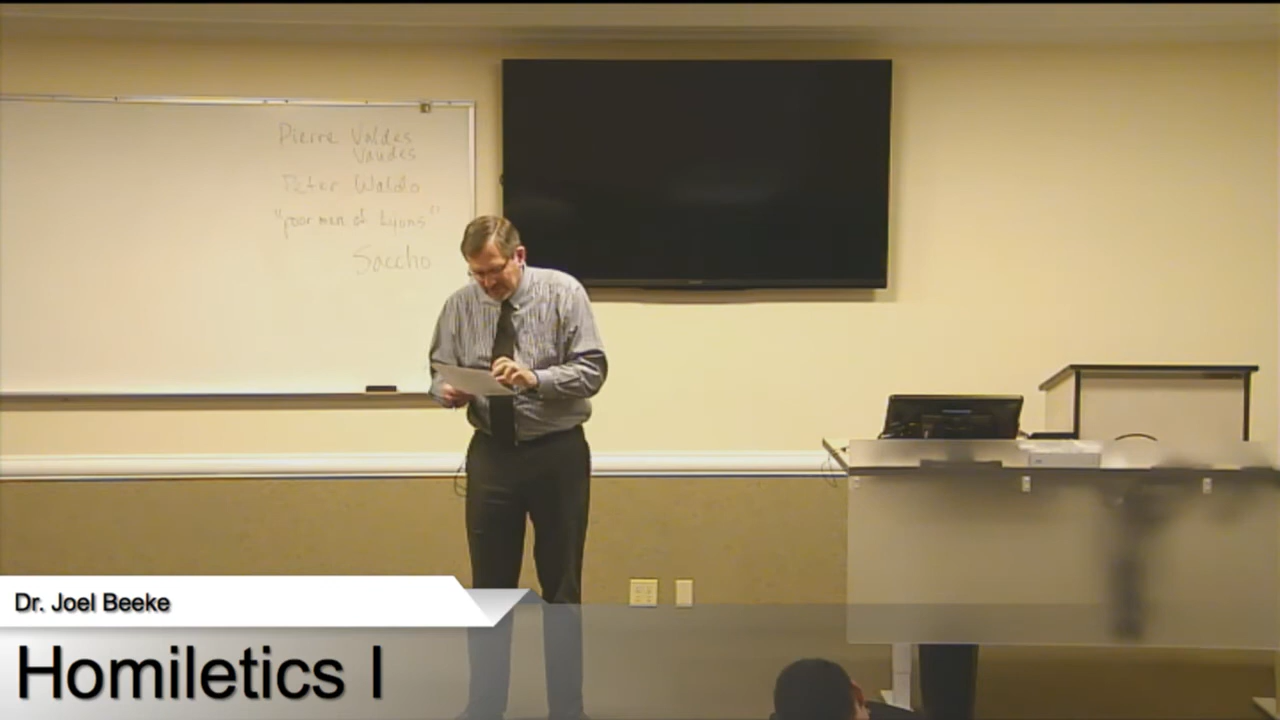 Pierre Valdes
Vaudes
Peter Waldo
"poor men of Lyons"
Saccho
Dr. Joel Beeke
Homiletics I